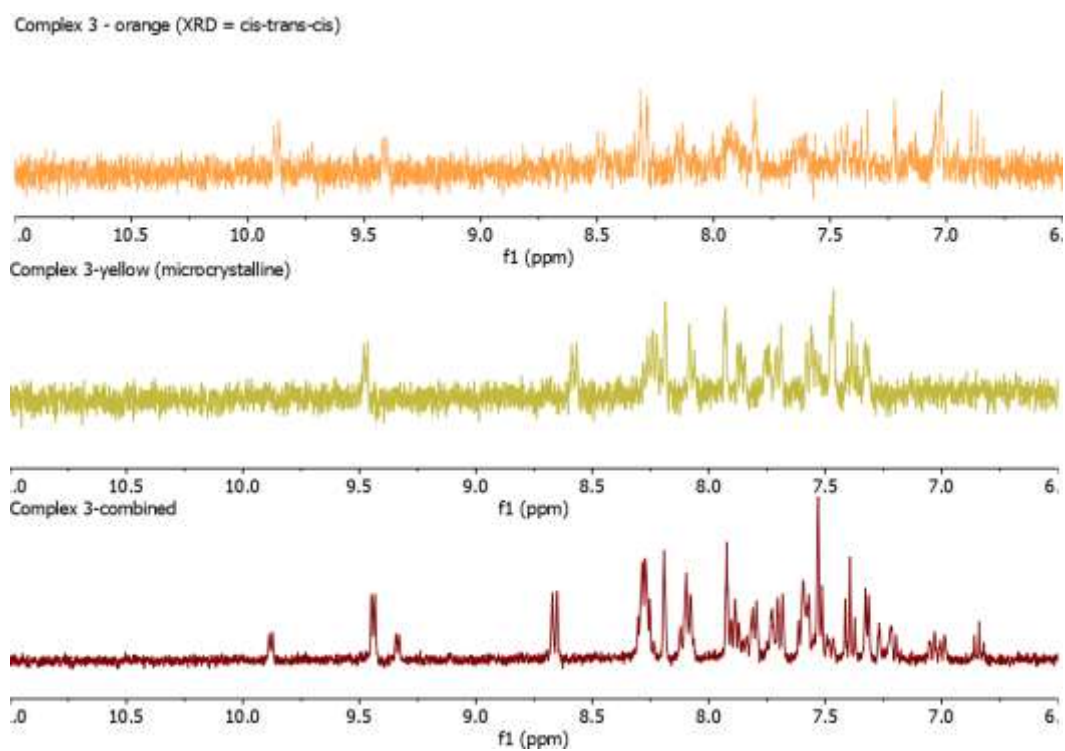 Complex 3 - orange (XRD = cis-trans-cis)
.0 10.5 10.0 9.5 9.0 8.5 8.0 7.5 7.0 6.
f1 (ppm)
Complex 3-yellow (microcrystalline)
.0 10.5 10.0 9.5 9.0 8.5 8.0 7.5 7.0 6.
Complex 3-combined f1 (ppm)
.0 10.5 10.0 9.5 9.0 8.5 8.0 7.5 7.0 6.
f1 (ppm)